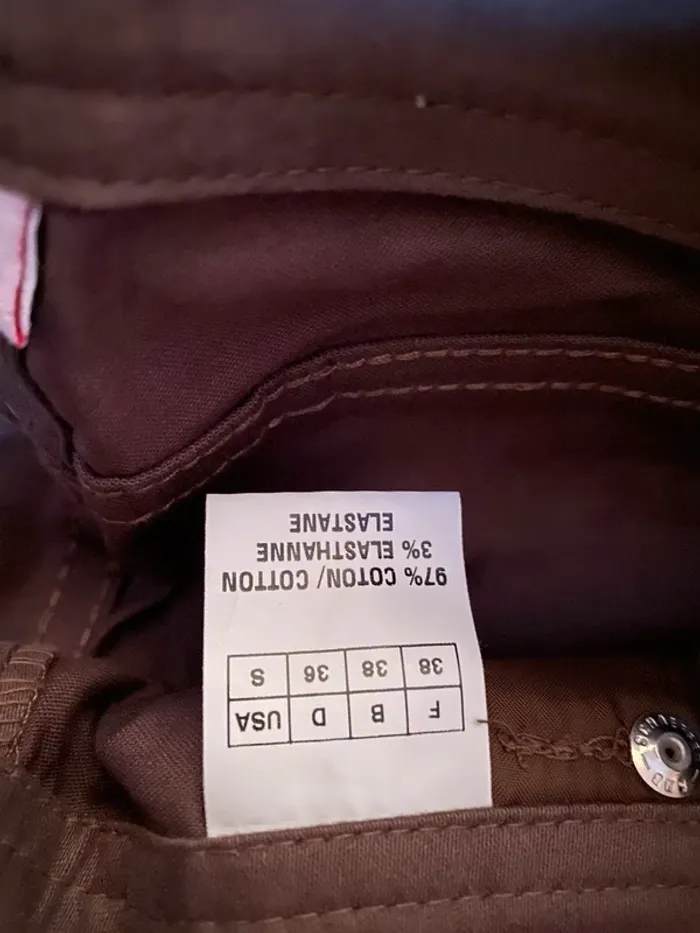 F B D USA
38 38 36 S
97% COTON/ COTTON
3% ELASTHANNE
ELASTANE